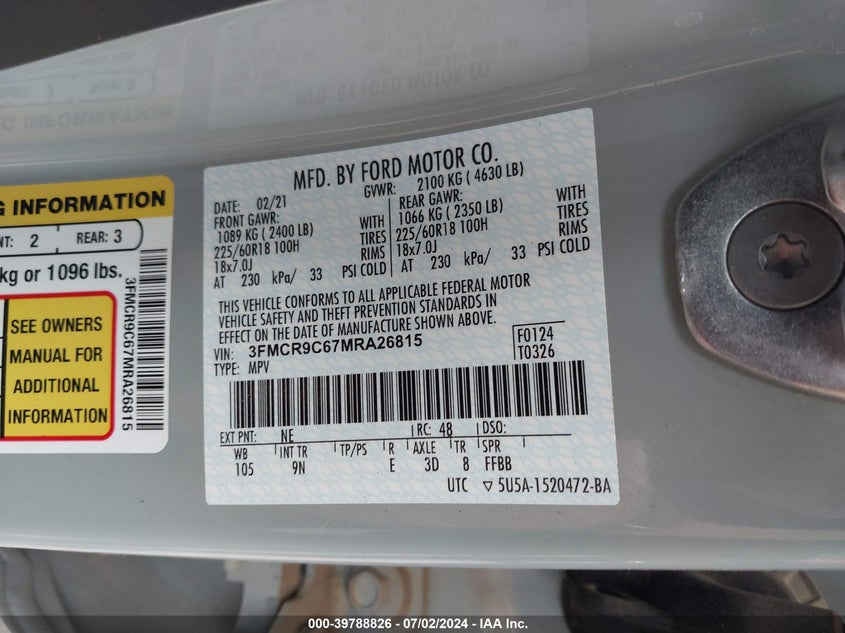 MFD. BY FORD MOTOR CO.
DATE: 02/21 GVWR: 2100 KG ( 4630 LB)
FRONT GAWR: REAR GAWR:
1089 KG ( 2400 LB) WITH 1066 KG ( 2350 LB) WITH
225/60R18 100H TIRES 225/60R18 100H TIRES
18x7.0J RIMS 18x7.0J RIMS
AT 230 kPa/ 33 PSI COLD AT 230 kPa/ 33 PSI COLD
THIS VEHICLE CONFORMS TO ALL APPLICABLE FEDERAL MOTOR
VEHICLE SAFETY AND THEFT PREVENTION STANDARDS IN
EFFECT ON THE DATE OF MANUFACTURE SHOWN ABOVE.
VIN: 3FMCR9C67MRA26815 F0124
TYPE: MPV T0326
EXT PNT: NE RC: 48 DSO:
WB INT TR TP/PS R AXLE TR SPR
105 9N E 3D 8 FFBB
UTC ▽ 5U5A-1520472-BA
INFORMATION
2 REAR: 3
kg or 1096 lbs.
SEE OWNERS
MANUAL FOR
ADDITIONAL
INFORMATION
3FMCR9C67MRA26815
000-39788826 - 07/02/2024 - IAA Inc.